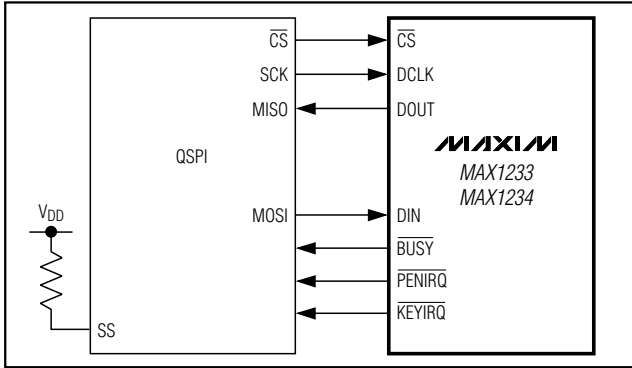 CS CS
SCK DCLK
MISO DOUT
MAXIM
QSPI MAX1233
MAX1234
VDD
MOSI DIN
BUSY
PENIRQ
KEYIRQ
SS